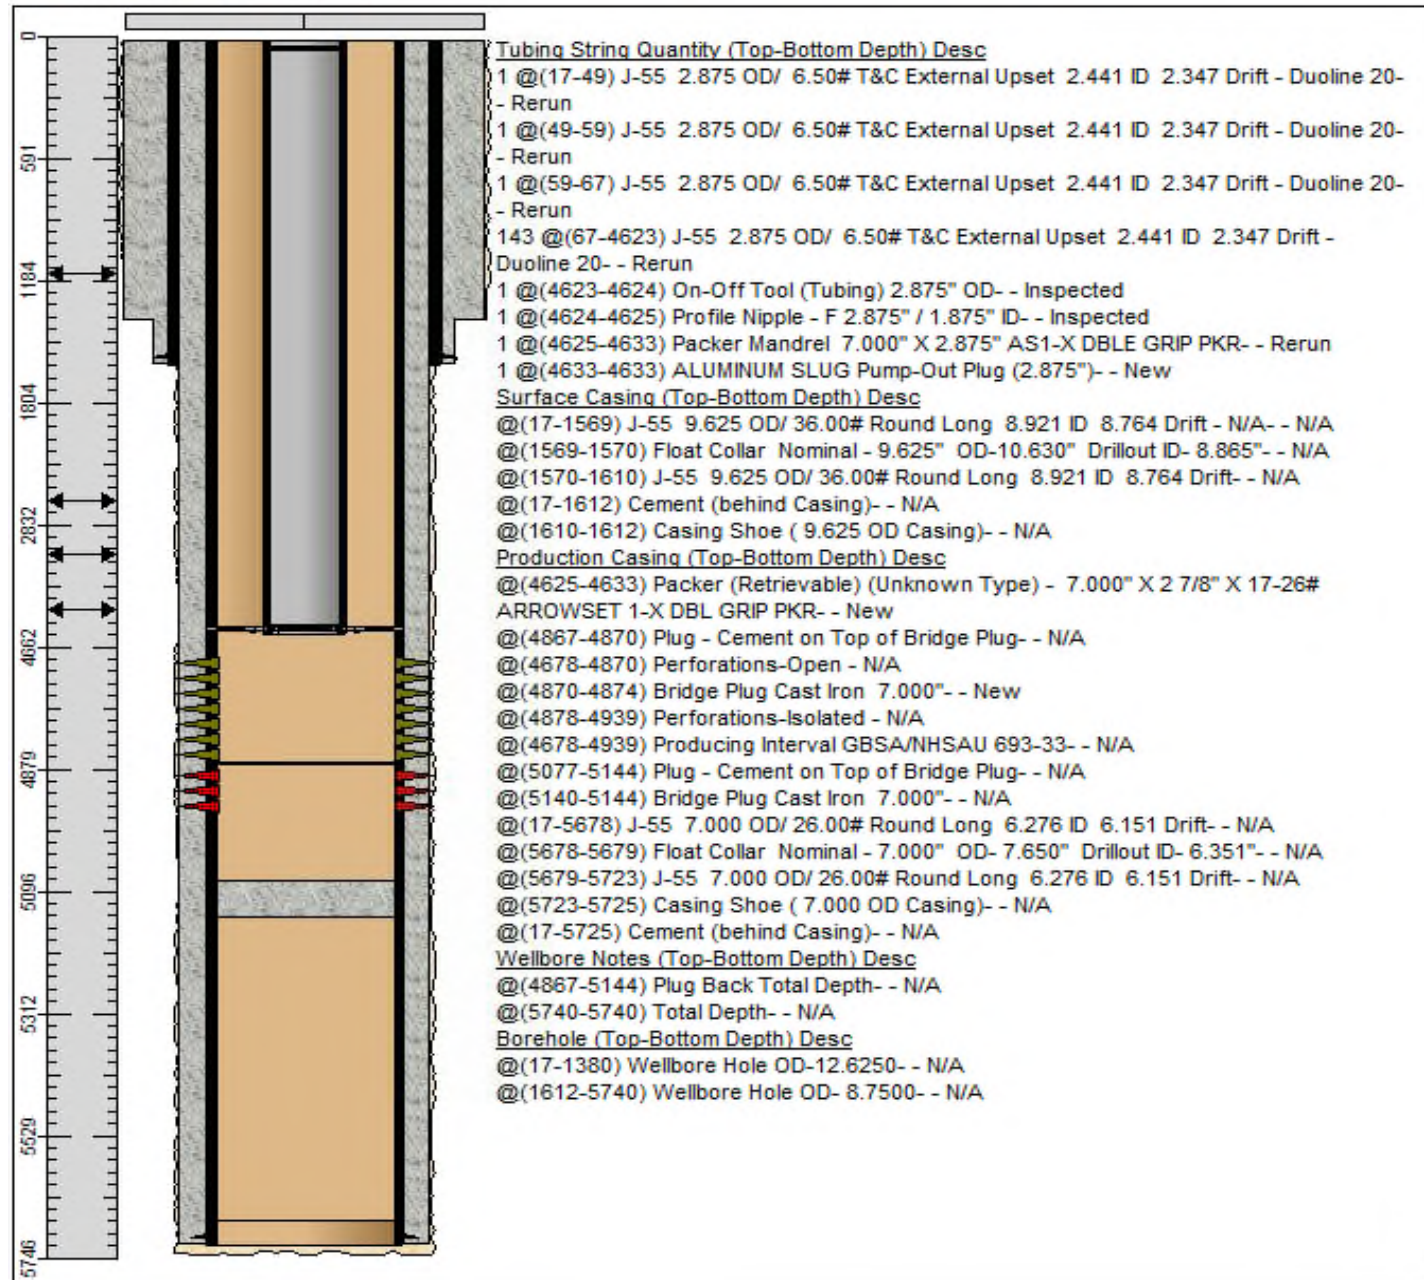 Tubing String Quantity (Top-Bottom Depth) Desc
1 @(17-49) J-55 2.875 OD/ 6.50# T&C External Upset 2.441 ID 2.347 Drift - Duoline 20-
- Rerun
1 @(49-59) J-55 2.875 OD/ 6.50# T&C External Upset 2.441 ID 2.347 Drift - Duoline 20-
- Rerun
1 @(59-67) J-55 2.875 OD/ 6.50# T&C External Upset 2.441 ID 2.347 Drift - Duoline 20-
- Rerun
143 @(67-4623) J-55 2.875 OD/ 6.50# T&C External Upset 2.441 ID 2.347 Drift -
Duoline 20- - Rerun
1 @(4623-4624) On-Off Tool (Tubing) 2.875" OD- - Inspected
1 @(4624-4625) Profile Nipple - F 2.875" / 1.875" ID- - Inspected
1 @(4625-4633) Packer Mandrel 7.000" X 2.875" AS1-X DBLE GRIP PKR- - Rerun
1 @(4633-4633) ALUMINUM SLUG Pump-Out Plug (2.875")- - New
Surface Casing (Top-Bottom Depth) Desc
@(17-1569) J-55 9.625 OD/ 36.00# Round Long 8.921 ID 8.764 Drift - N/A- - N/A
@(1569-1570) Float Collar Nominal - 9.625" OD-10.630" Drillout ID- 8.865"- - N/A
@(1570-1610) J-55 9.625 OD/ 36.00# Round Long 8.921 ID 8.764 Drift- - N/A
@(17-1612) Cement (behind Casing)- - N/A
@(1610-1612) Casing Shoe ( 9.625 OD Casing)- - N/A
Production Casing (Top-Bottom Depth) Desc
@(4625-4633) Packer (Retrievable) (Unknown Type) - 7.000" X 2 7/8" X 17-26#
ARROWSET 1-X DBL GRIP PKR- - New
@(4867-4870) Plug - Cement on Top of Bridge Plug- - N/A
@(4678-4870) Perforations-Open - N/A
@(4870-4874) Bridge Plug Cast Iron 7.000"- - New
@(4878-4939) Perforations-Isolated - N/A
@(4678-4939) Producing Interval GBSA/NHSAU 693-33- - N/A
@(5077-5144) Plug - Cement on Top of Bridge Plug- - N/A
@(5140-5144) Bridge Plug Cast Iron 7.000"- - N/A
@(17-5678) J-55 7.000 OD/ 26.00# Round Long 6.276 ID 6.151 Drift- - N/A
@(5678-5679) Float Collar Nominal - 7.000" OD- 7.650" Drillout ID- 6.351"- - N/A
@(5679-5723) J-55 7.000 OD/ 26.00# Round Long 6.276 ID 6.151 Drift- - N/A
@(5723-5725) Casing Shoe ( 7.000 OD Casing)- - N/A
@(17-5725) Cement (behind Casing)- - N/A
Wellbore Notes (Top-Bottom Depth) Desc
@(4867-5144) Plug Back Total Depth- - N/A
@(5740-5740) Total Depth- - N/A
Borehole (Top-Bottom Depth) Desc
@(17-1380) Wellbore Hole OD-12.6250- - N/A
@(1612-5740) Wellbore Hole OD- 8.7500- - N/A
0
591
1184
1804
2832
4662
4879
5096
5312
5529
5746